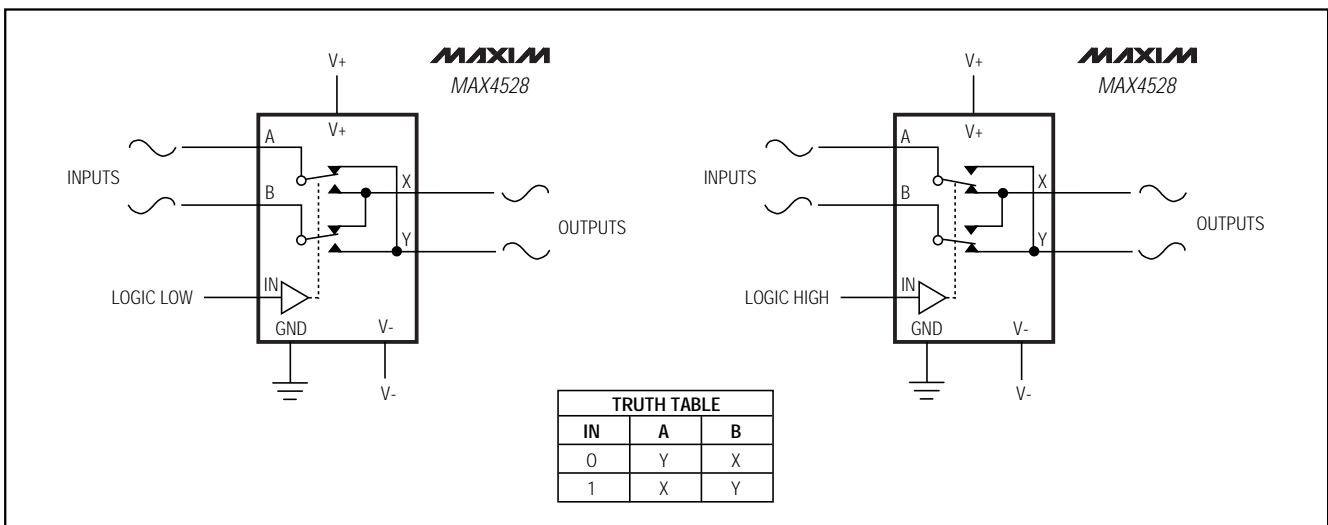 V+
MAXIM
MAX4528
V+
A
INPUTS
B
X
Y
OUTPUTS
LOGIC LOW
IN
GND
V-
V-
V+
MAXIM
MAX4528
V+
A
INPUTS
B
X
Y
OUTPUTS
LOGIC HIGH
IN
GND
V-
V-
TRUTH TABLE
IN A B
0 Y X
1 X Y